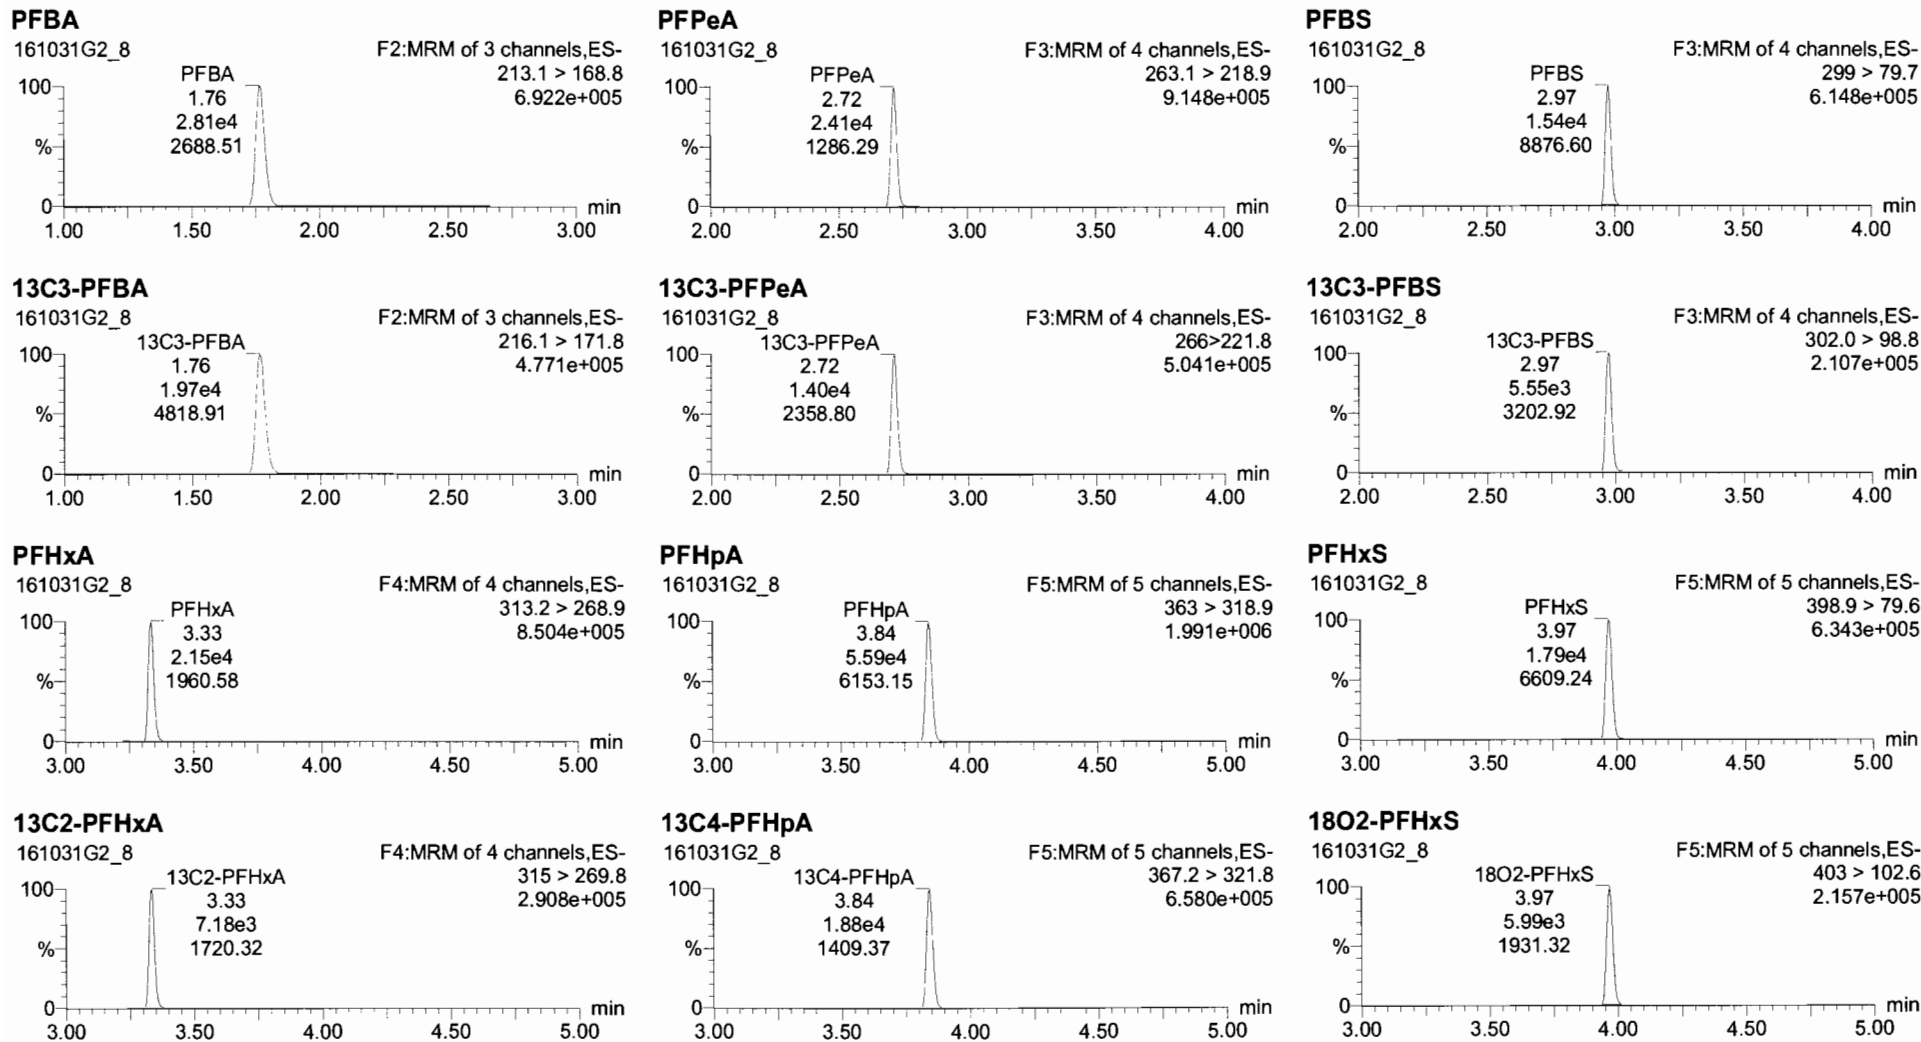 PFBA
161031G2_8
F2:MRM of 3 channels,ES-
213.1 > 168.8
6.922e+005
PFBA
1.76
2.81e4
2688.51
100
%
0
min
1.00 1.50 2.00 2.50 3.00
PFPeA
161031G2_8
F3:MRM of 4 channels,ES-
263.1 > 218.9
9.148e+005
PFPeA
2.72
2.41e4
1286.29
100
%
0
min
2.00 2.50 3.00 3.50 4.00
PFBS
161031G2_8
F3:MRM of 4 channels,ES-
299 > 79.7
6.148e+005
PFBS
2.97
1.54e4
8876.60
100
%
0
min
2.00 2.50 3.00 3.50 4.00
13C3-PFBA
161031G2_8
F2:MRM of 3 channels,ES-
216.1 > 171.8
4.771e+005
13C3-PFBA
1.76
1.97e4
4818.91
100
%
0
min
1.00 1.50 2.00 2.50 3.00
13C3-PFPeA
161031G2_8
F3:MRM of 4 channels,ES-
266>221.8
5.041e+005
13C3-PFPeA
2.72
1.40e4
2358.80
100
%
0
min
2.00 2.50 3.00 3.50 4.00
13C3-PFBS
161031G2_8
F3:MRM of 4 channels,ES-
302.0 > 98.8
2.107e+005
13C3-PFBS
2.97
5.55e3
3202.92
100
%
0
min
2.00 2.50 3.00 3.50 4.00
PFHxA
161031G2_8
F4:MRM of 4 channels,ES-
313.2 > 268.9
8.504e+005
PFHxA
3.33
2.15e4
1960.58
100
%
0
min
3.00 3.50 4.00 4.50 5.00
PFHpA
161031G2_8
F5:MRM of 5 channels,ES-
363 > 318.9
1.991e+006
PFHpA
3.84
5.59e4
6153.15
100
%
0
min
3.00 3.50 4.00 4.50 5.00
PFHxS
161031G2_8
F5:MRM of 5 channels,ES-
398.9 > 79.6
6.343e+005
PFHxS
3.97
1.79e4
6609.24
100
%
0
min
3.00 3.50 4.00 4.50 5.00
13C2-PFHxA
161031G2_8
F4:MRM of 4 channels,ES-
315 > 269.8
2.908e+005
13C2-PFHxA
3.33
7.18e3
1720.32
100
%
0
min
3.00 3.50 4.00 4.50 5.00
13C4-PFHpA
161031G2_8
F5:MRM of 5 channels,ES-
367.2 > 321.8
6.580e+005
13C4-PFHpA
3.84
1.88e4
1409.37
100
%
0
min
3.00 3.50 4.00 4.50 5.00
18O2-PFHxS
161031G2_8
F5:MRM of 5 channels,ES-
403 > 102.6
2.157e+005
18O2-PFHxS
3.97
5.99e3
1931.32
100
%
0
min
3.00 3.50 4.00 4.50 5.00